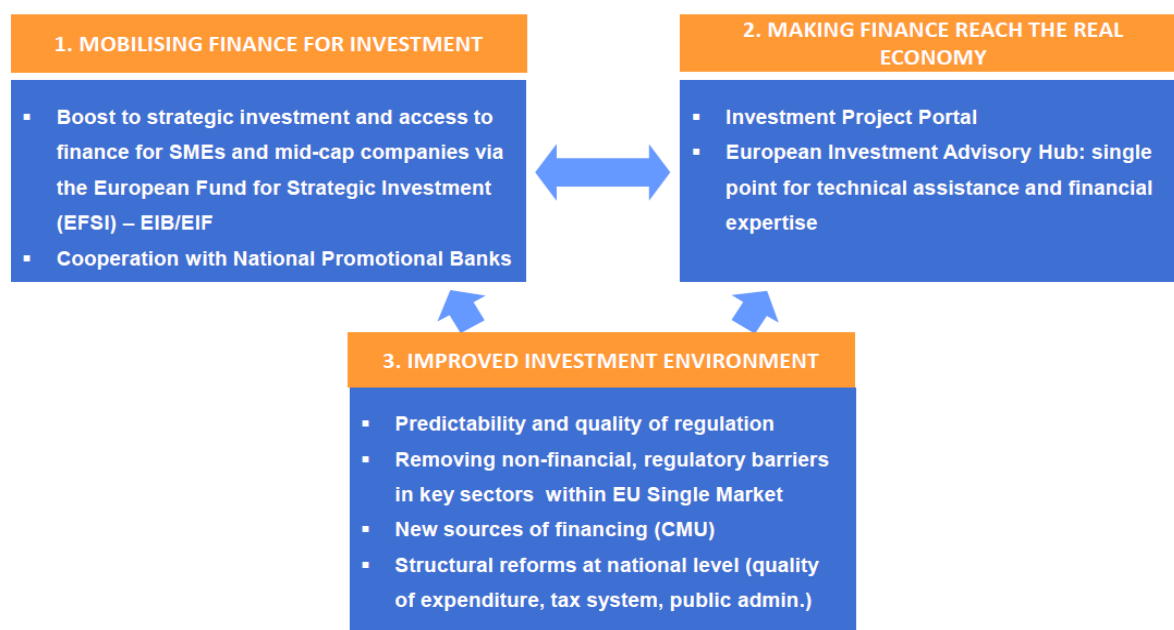 1. MOBILISING FINANCE FOR INVESTMENT
▪ Boost to strategic investment and access to
finance for SMEs and mid-cap companies via
the European Fund for Strategic Investment
(EFSI) – EIB/EIF
▪ Cooperation with National Promotional Banks
2. MAKING FINANCE REACH THE REAL
ECONOMY
▪ Investment Project Portal
▪ European Investment Advisory Hub: single
point for technical assistance and financial
expertise
3. IMPROVED INVESTMENT ENVIRONMENT
▪ Predictability and quality of regulation
▪ Removing non-financial, regulatory barriers
in key sectors within EU Single Market
▪ New sources of financing (CMU)
▪ Structural reforms at national level (quality
of expenditure, tax system, public admin.)